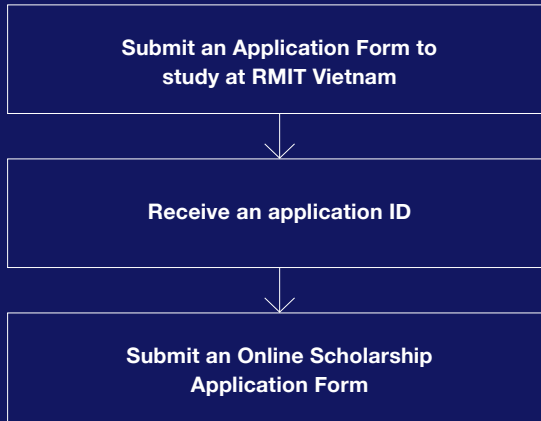 Submit an Application Form to
study at RMIT Vietnam
Receive an application ID
Submit an Online Scholarship
Application Form